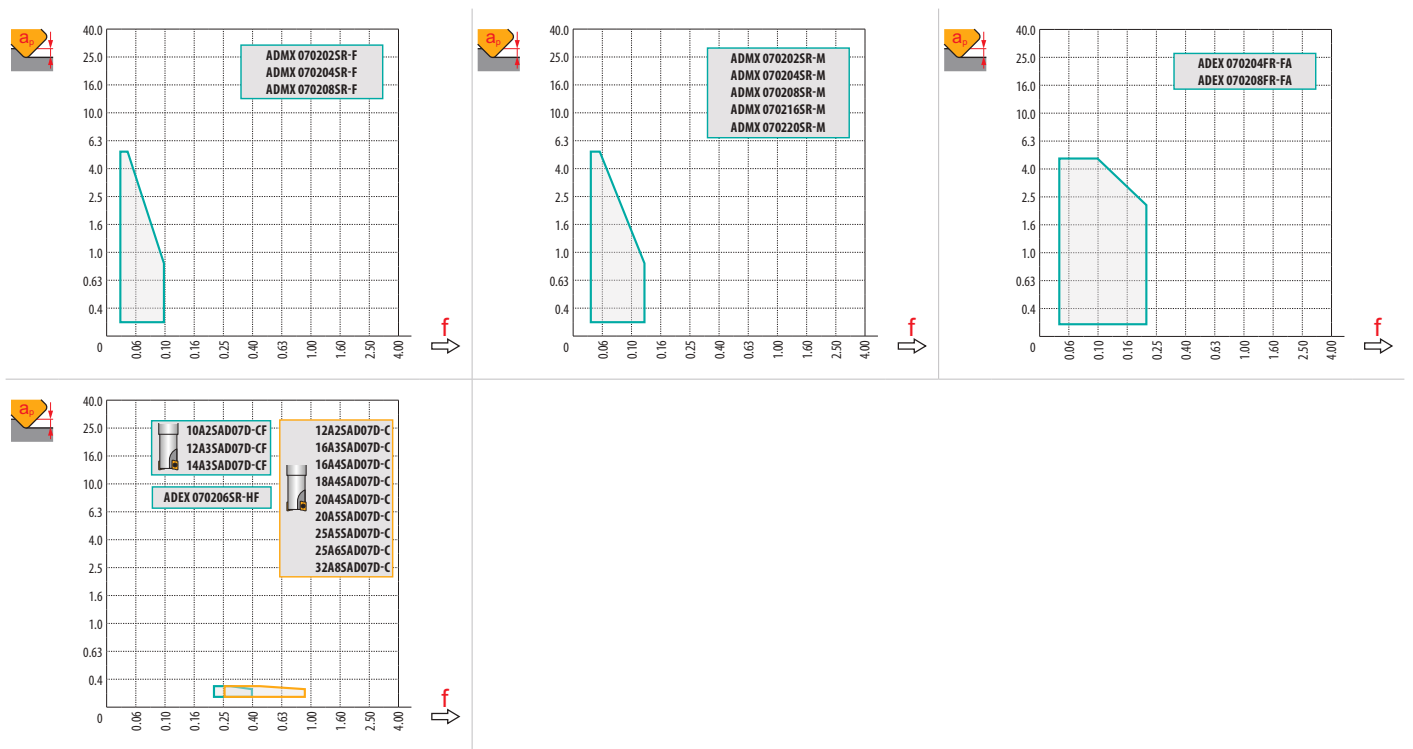 aₚ
40.0
25.0
16.0
10.0
6.3
4.0
2.5
1.6
1.0
0.63
0.4
0
0.06 0.10 0.16 0.25 0.40 0.63 1.00 1.60 2.50 4.00
f
ADMX 070202SR-F
ADMX 070204SR-F
ADMX 070208SR-F
aₚ
40.0
25.0
16.0
10.0
6.3
4.0
2.5
1.6
1.0
0.63
0.4
0
0.06 0.10 0.16 0.25 0.40 0.63 1.00 1.60 2.50 4.00
f
ADMX 070202SR-M
ADMX 070204SR-M
ADMX 070208SR-M
ADMX 070216SR-M
ADMX 070220SR-M
aₚ
40.0
25.0
16.0
10.0
6.3
4.0
2.5
1.6
1.0
0.63
0.4
0
0.06 0.10 0.16 0.25 0.40 0.63 1.00 1.60 2.50 4.00
f
ADEX 070204FR-FA
ADEX 070208FR-FA
aₚ
40.0
25.0
16.0
10.0
6.3
4.0
2.5
1.6
1.0
0.63
0.4
0
0.06 0.10 0.16 0.25 0.40 0.63 1.00 1.60 2.50 4.00
f
10A2SAD07D-CF
12A3SAD07D-CF
14A3SAD07D-CF
ADEX 070206SR-HF
12A2SAD07D-C
16A3SAD07D-C
16A4SAD07D-C
18A4SAD07D-C
20A4SAD07D-C
20A5SAD07D-C
25A5SAD07D-C
25A6SAD07D-C
32A8SAD07D-C